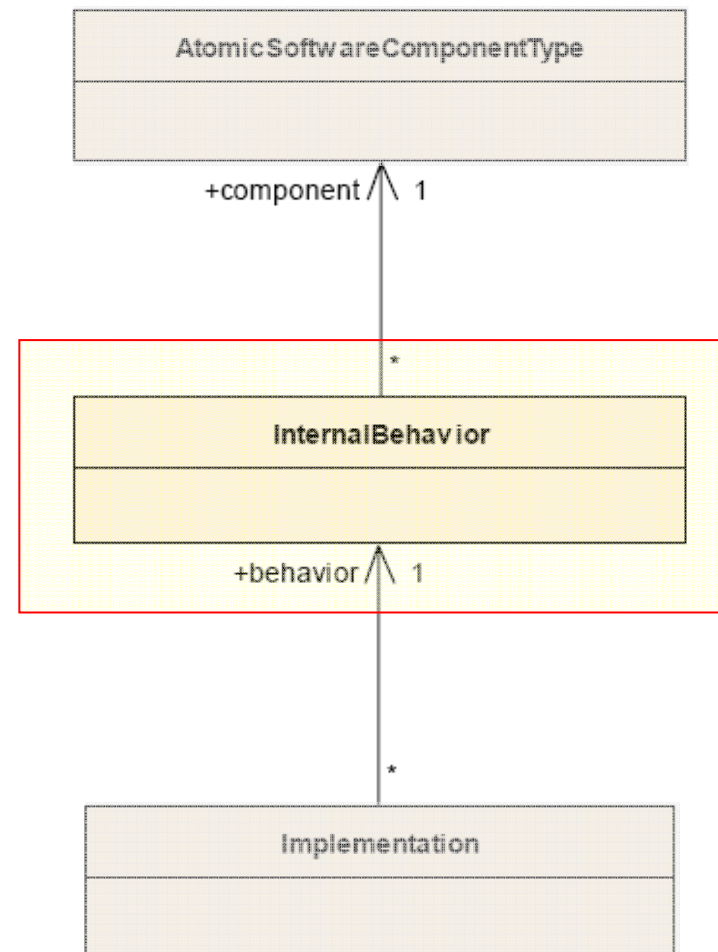 AtomicSoftwareComponentType
+component 1
*
InternalBehavior
+behavior 1
*
Implementation